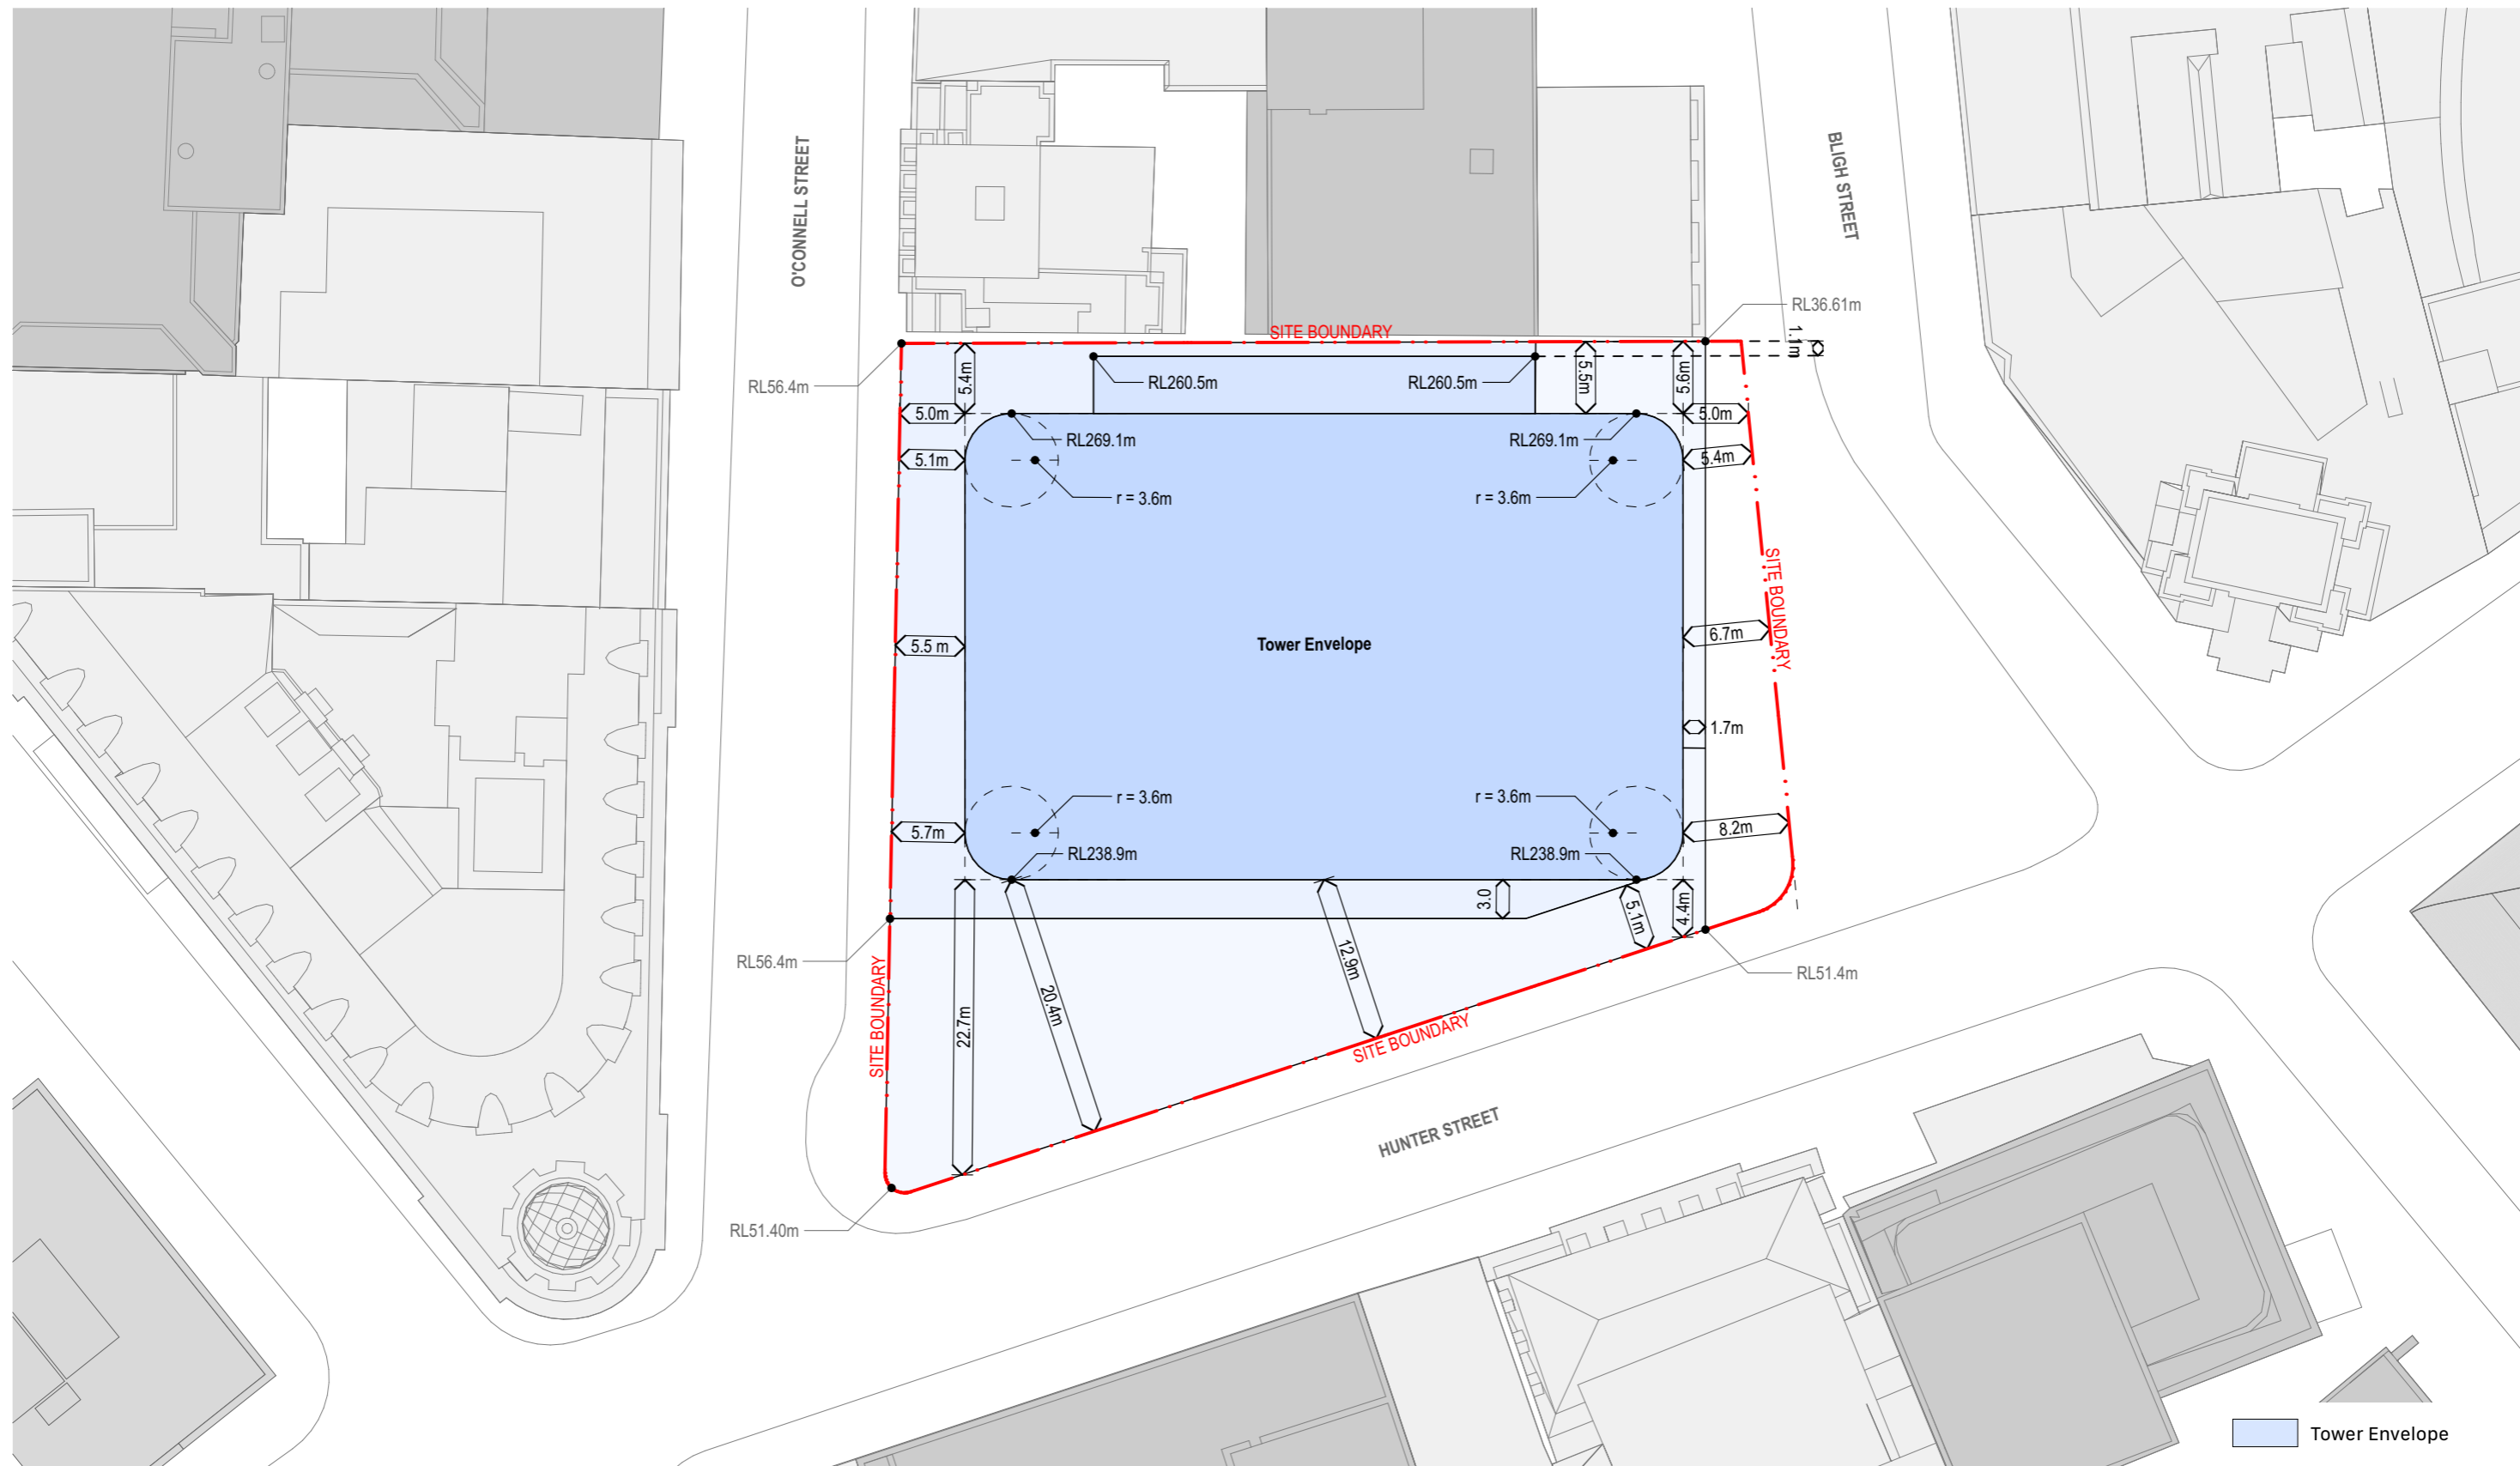 O'CONNELL STREET
BLIGH STREET
RL36.61m
SITE BOUNDARY
1.1m
RL56.4m
5.4m
RL260.5m
RL260.5m
5.5m
5.6m
5.0m
5.0m
RL269.1m
RL269.1m
5.1m
5.4m
r = 3.6m
r = 3.6m
SITE BOUNDARY
5.5 m
Tower Envelope
6.7m
1.7m
r = 3.6m
r = 3.6m
5.7m
8.2m
RL238.9m
RL238.9m
3.0
5.1m
4.4m
RL56.4m
12.9m
RL51.4m
SITE BOUNDARY
22.7m
20.4m
SITE BOUNDARY
HUNTER STREET
RL51.40m
Tower Envelope